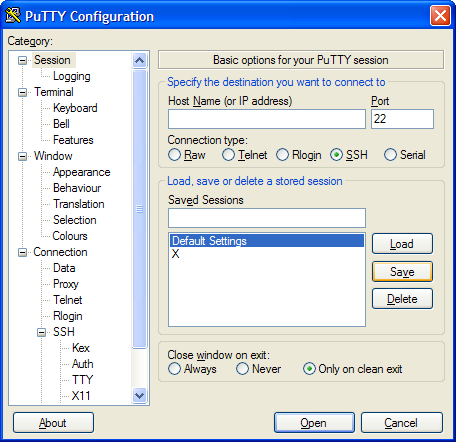 PuTTY Configuration
Category:
Session
Logging
Terminal
Keyboard
Bell
Features
Window
Appearance
Behaviour
Translation
Selection
Colours
Connection
Data
Proxy
Telnet
Rlogin
SSH
Kex
Auth
TTY
X11
Basic options for your PuTTY session
Specify the destination you want to connect to
Host Name (or IP address) Port
22
Connection type:
Raw Telnet Rlogin SSH Serial
Load, save or delete a stored session
Saved Sessions
Default Settings
X
Load
Save
Delete
Close window on exit:
Always Never Only on clean exit
About Open Cancel